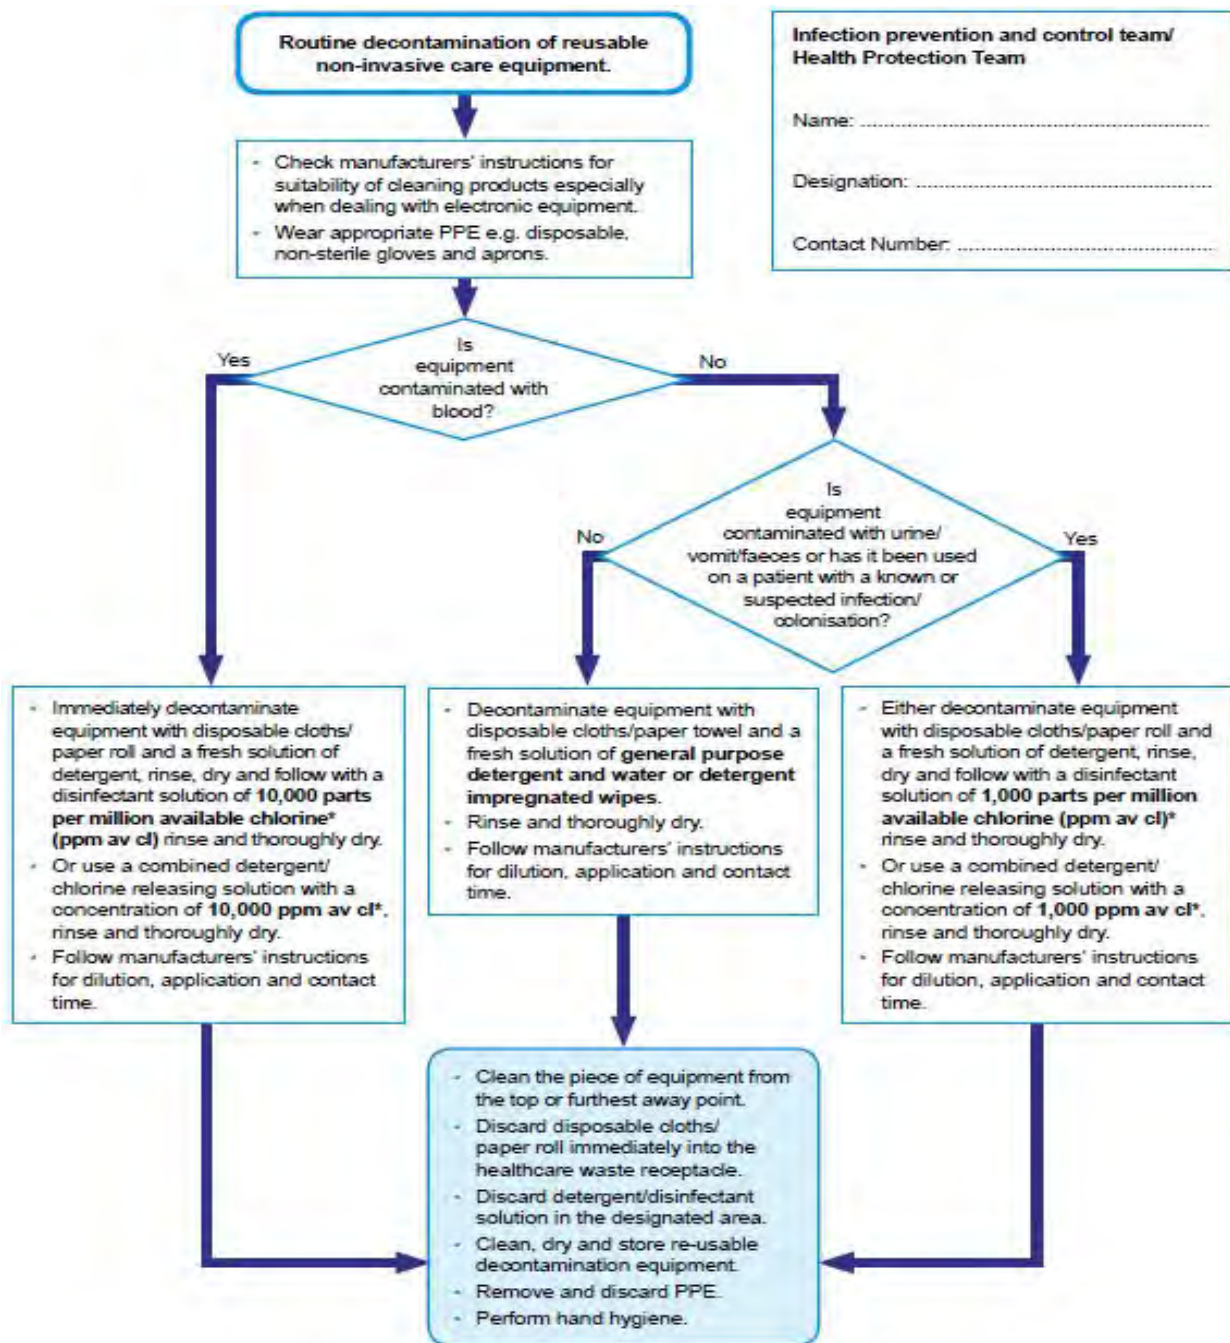 Routine decontamination of reusable
non-invasive care equipment.
Infection prevention and control team/
Health Protection Team
Name: ................................................................
Designation: ......................................................
Contact Number: ...............................................
- Check manufacturers' instructions for
suitability of cleaning products especially
when dealing with electronic equipment.
- Wear appropriate PPE e.g. disposable,
non-sterile gloves and aprons.
Is
equipment
contaminated with
blood?
Yes
No
Is
equipment
contaminated with urine/
vomit/faeces or has it been used
on a patient with a known or
suspected infection/
colonisation?
No
Yes
- Immediately decontaminate
equipment with disposable cloths/
paper roll and a fresh solution of
detergent, rinse, dry and follow with a
disinfectant solution of 10,000 parts
per million available chlorine*
(ppm av cl) rinse and thoroughly dry.
- Or use a combined detergent/
chlorine releasing solution with a
concentration of 10,000 ppm av cl*,
rinse and thoroughly dry.
- Follow manufacturers' instructions
for dilution, application and contact
time.
- Decontaminate equipment with
disposable cloths/paper towel and a
fresh solution of general purpose
detergent and water or detergent
impregnated wipes.
- Rinse and thoroughly dry.
- Follow manufacturers' instructions
for dilution, application and contact
time.
- Either decontaminate equipment
with disposable cloths/paper roll and
a fresh solution of detergent, rinse,
dry and follow with a disinfectant
solution of 1,000 parts per million
available chlorine (ppm av cl)*
rinse and thoroughly dry.
- Or use a combined detergent/
chlorine releasing solution with a
concentration of 1,000 ppm av cl*,
rinse and thoroughly dry.
- Follow manufacturers' instructions
for dilution, application and contact
time.
- Clean the piece of equipment from
the top or furthest away point.
- Discard disposable cloths/
paper roll immediately into the
healthcare waste receptacle.
- Discard detergent/disinfectant
solution in the designated area.
- Clean, dry and store re-usable
decontamination equipment.
- Remove and discard PPE.
- Perform hand hygiene.